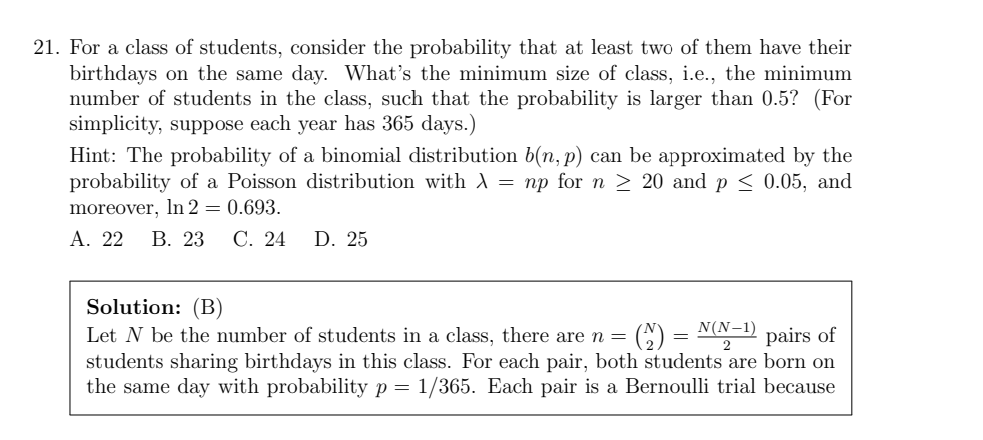 21. For a class of students, consider the probability that at least two of them have their
birthdays on the same day. What's the minimum size of class, i.e., the minimum
number of students in the class, such that the probability is larger than 0.5? (For
simplicity, suppose each year has 365 days.)
Hint: The probability of a binomial distribution b(n, p) can be approximated by the
probability of a Poisson distribution with λ = np for n ≥ 20 and p ≤ 0.05, and
moreover, ln 2 = 0.693.
A. 22 B. 23 C. 24 D. 25
Solution: (B)
Let N be the number of students in a class, there are n = \binom{N}{2} = \frac{N(N−1)}{2} pairs of
students sharing birthdays in this class. For each pair, both students are born on
the same day with probability p = 1/365. Each pair is a Bernoulli trial because